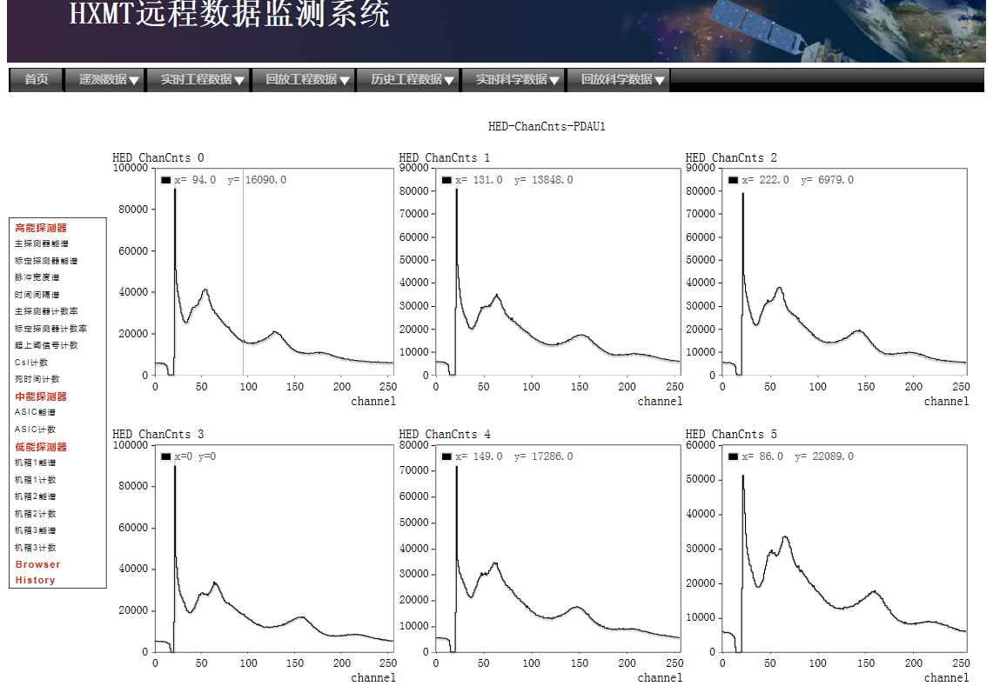 HXMT远程数据监测系统
首页 遥测数据 实时工程数据 回放工程数据 历史工程数据 实时科学数据 回放科学数据
HED-ChanCnts-PDAU1
高能探测器
主探测器能谱
标定探测器能谱
脉冲宽度谱
时间间隔谱
主探测器计数率
标定探测器计数率
超上阈信号计数
CsI计数
死时间计数
中能探测器
ASIC能谱
ASIC计数
低能探测器
机箱1能谱
机箱1计数
机箱2能谱
机箱2计数
机箱3能谱
机箱3计数
Browser
History
HED ChanCnts 0
x= 94.0 y= 16090.0
100000
80000
60000
40000
20000
0
0 50 100 150 200 250
channel
HED ChanCnts 1
x= 131.0 y= 13848.0
90000
80000
70000
60000
50000
40000
30000
20000
10000
0
0 50 100 150 200 250
channel
HED ChanCnts 2
x= 222.0 y= 6979.0
90000
80000
70000
60000
50000
40000
30000
20000
10000
0
0 50 100 150 200 250
channel
HED ChanCnts 3
x=0 y=0
100000
80000
60000
40000
20000
0
0 50 100 150 200 250
channel
HED ChanCnts 4
x= 149.0 y= 17286.0
80000
70000
60000
50000
40000
30000
20000
10000
0
0 50 100 150 200 250
channel
HED ChanCnts 5
x= 86.0 y= 22089.0
60000
50000
40000
30000
20000
10000
0
0 50 100 150 200 250
channel